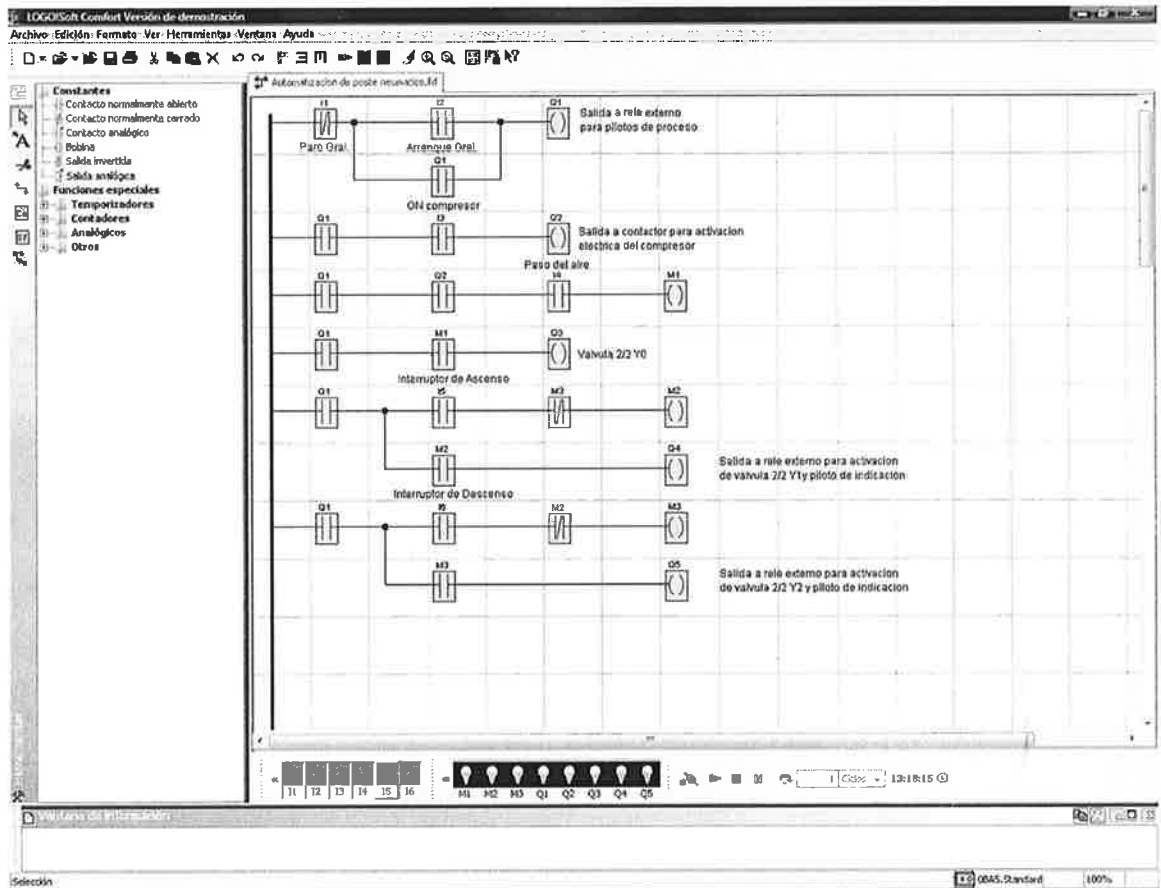 LOGO!Soft Comfort Versión de demostración
Archivo Edición Formato Ver Herramientas Ventana Ayuda
Automatizacion de poste neumatico.lld
Constantes
Contacto normalmente abierto
Contacto normalmente cerrado
Contacto analógico
Bobina
Salida invertida
Salida analógica
Funciones especiales
Temporizadores
Contadores
Analógicos
Otros
I1 I2 Q1
Salida a rele externo
para pilotos de proceso
Paro Gral. Arranque Gral.
Q1
ON compresor
Q1 I3 Q2
Salida a contactor para activacion
electrica del compresor
Paso del aire
Q1 Q2 I4 M1
Q1 M1 Q3
Valvula 2/2 Y0
Interruptor de Ascenso
Q1 I5 M3 M2
M2 Q4
Salida a rele externo para activacion
de valvula 2/2 Y1y piloto de indicacion
Interruptor de Descenso
Q1 I6 M2 M3
M3 Q5
Salida a rele externo para activacion
de valvula 2/2 Y2 y piloto de indicacion
I1 I2 I3 I4 I5 I6
M1 M2 M3 Q1 Q2 Q3 Q4 Q5
1 Ciclos 13:18:15
Ventana de información
Selección
0BA5.Standard 100%